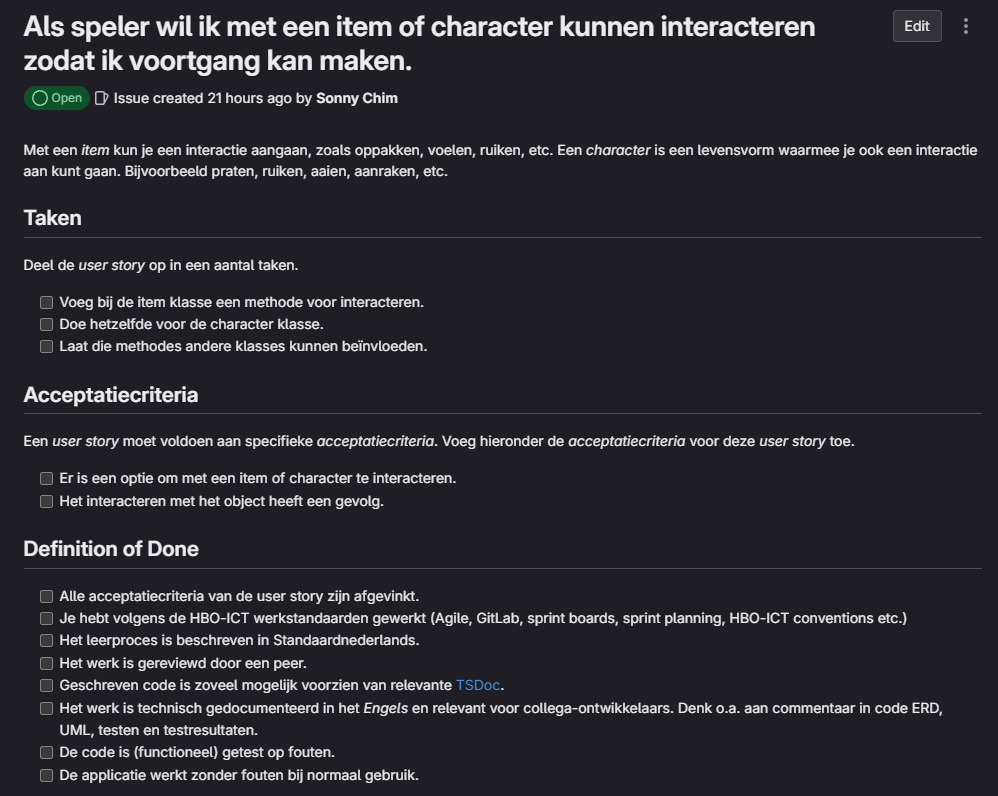 Als speler wil ik met een item of character kunnen interacteren
zodat ik voortgang kan maken.
Edit
Open
Issue created 21 hours ago by Sonny Chim
Met een item kun je een interactie aangaan, zoals oppakken, voelen, ruiken, etc. Een character is een levensvorm waarmee je ook een interactie
aan kunt gaan. Bijvoorbeeld praten, ruiken, aaien, aanraken, etc.
Taken
Deel de user story op in een aantal taken.
Voeg bij de item klasse een methode voor interacteren.
Doe hetzelfde voor de character klasse.
Laat die methodes andere klasses kunnen beïnvloeden.
Acceptatiecriteria
Een user story moet voldoen aan specifieke acceptatiecriteria. Voeg hieronder de acceptatiecriteria voor deze user story toe.
Er is een optie om met een item of character te interacteren.
Het interacteren met het object heeft een gevolg.
Definition of Done
Alle acceptatiecriteria van de user story zijn afgevinkt.
Je hebt volgens de HBO-ICT werkstandaarden gewerkt (Agile, GitLab, sprint boards, sprint planning, HBO-ICT conventions etc.)
Het leerproces is beschreven in Standaardnederlands.
Het werk is gereviewd door een peer.
Geschreven code is zoveel mogelijk voorzien van relevante TSDoc.
Het werk is technisch gedocumenteerd in het Engels en relevant voor collega-ontwikkelaars. Denk o.a. aan commentaar in code ERD,
UML, testen en testresultaten.
De code is (functioneel) getest op fouten.
De applicatie werkt zonder fouten bij normaal gebruik.